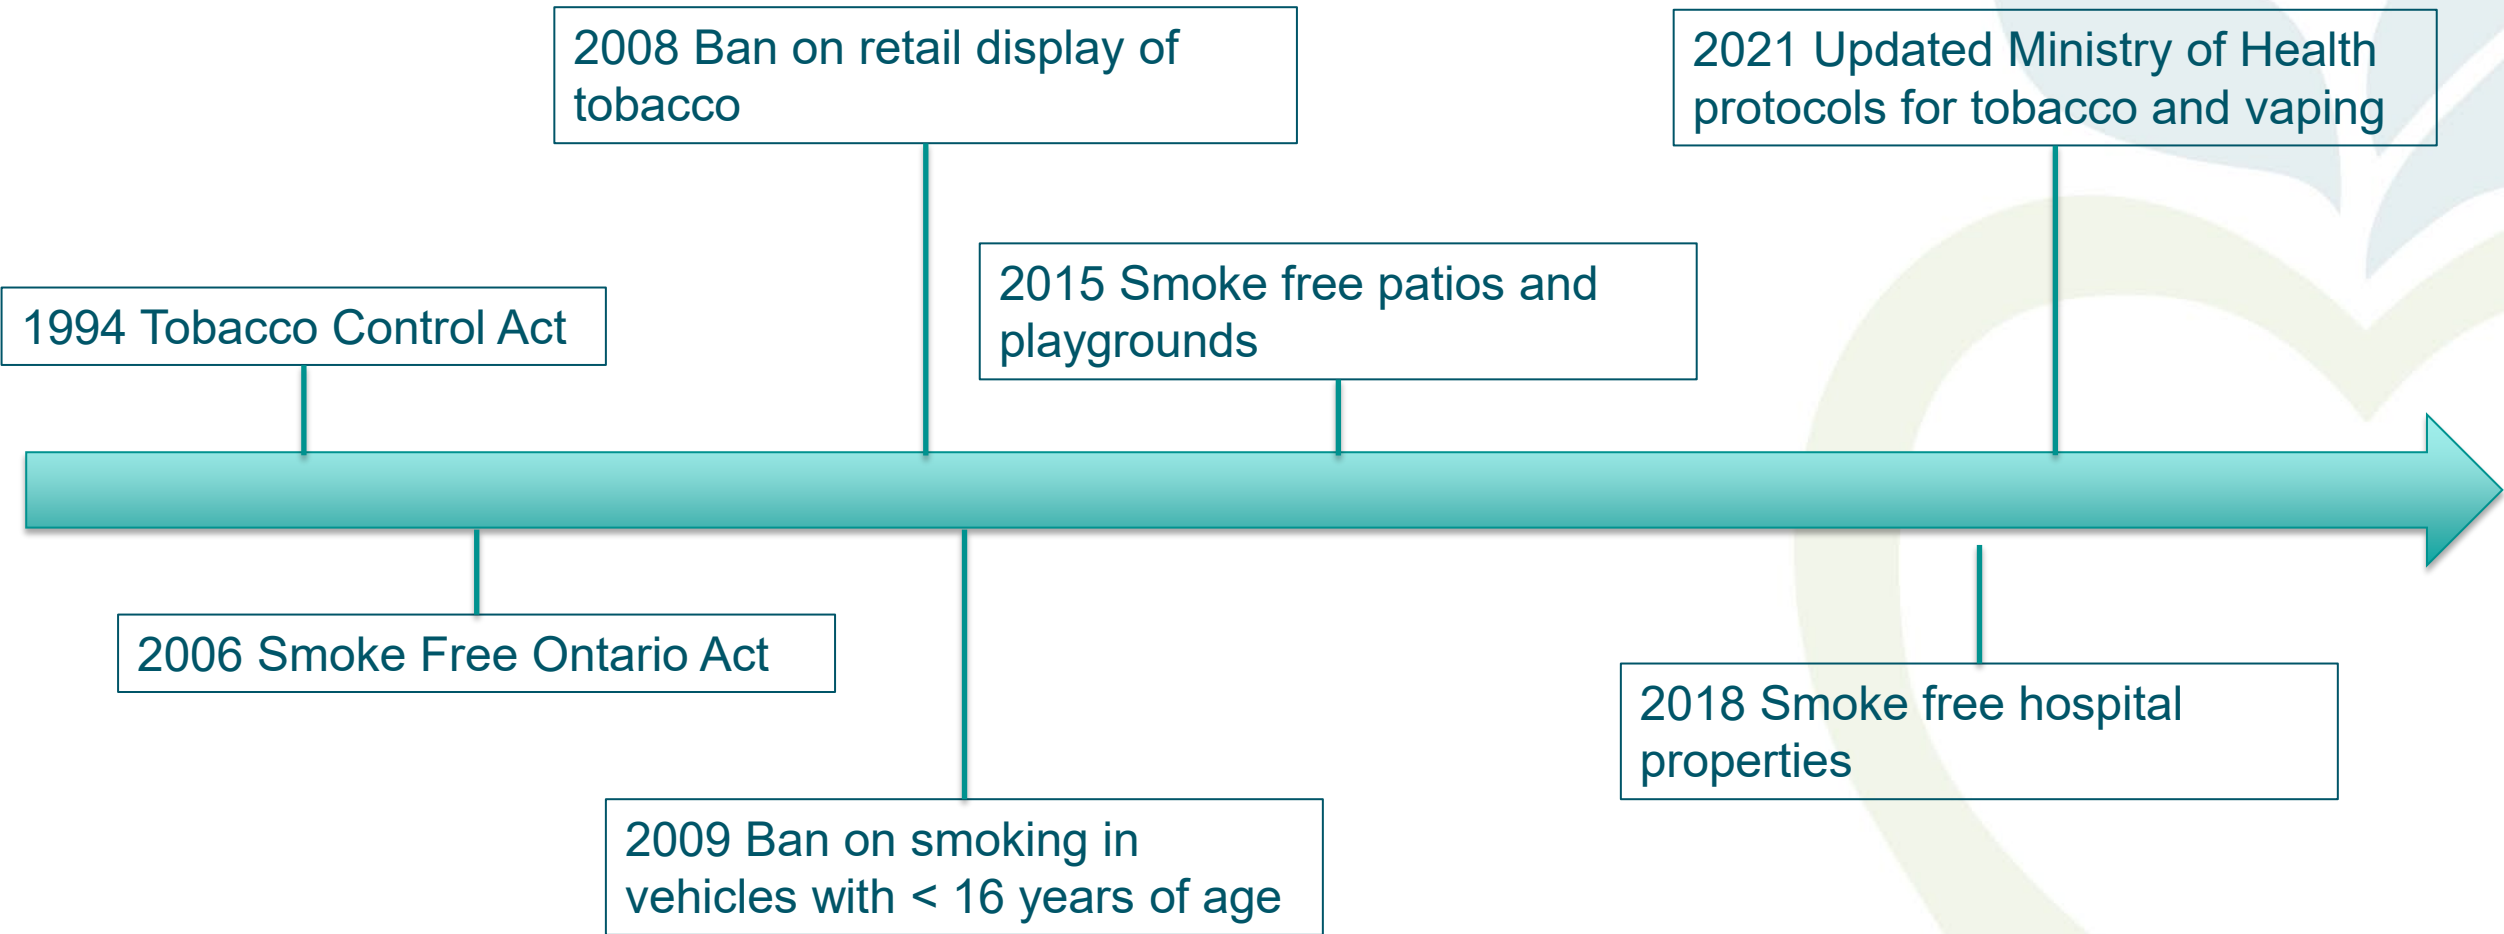 2008 Ban on retail display of
tobacco
2021 Updated Ministry of Health
protocols for tobacco and vaping
2015 Smoke free patios and
playgrounds
1994 Tobacco Control Act
2006 Smoke Free Ontario Act
2018 Smoke free hospital
properties
2009 Ban on smoking in
vehicles with < 16 years of age